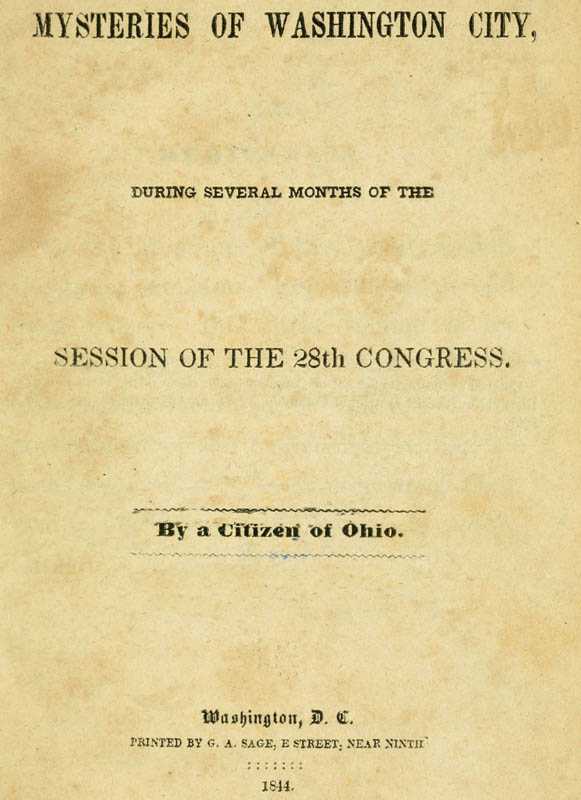 MYSTERIES OF WASHINGTON CITY,
DURING SEVERAL MONTHS OF THE
SESSION OF THE 28th CONGRESS.
By a Citizen of Ohio.
Washington, D. C.
PRINTED BY G. A. SAGE, E STREET, NEAR NINTH
: : : : : : :
1844.